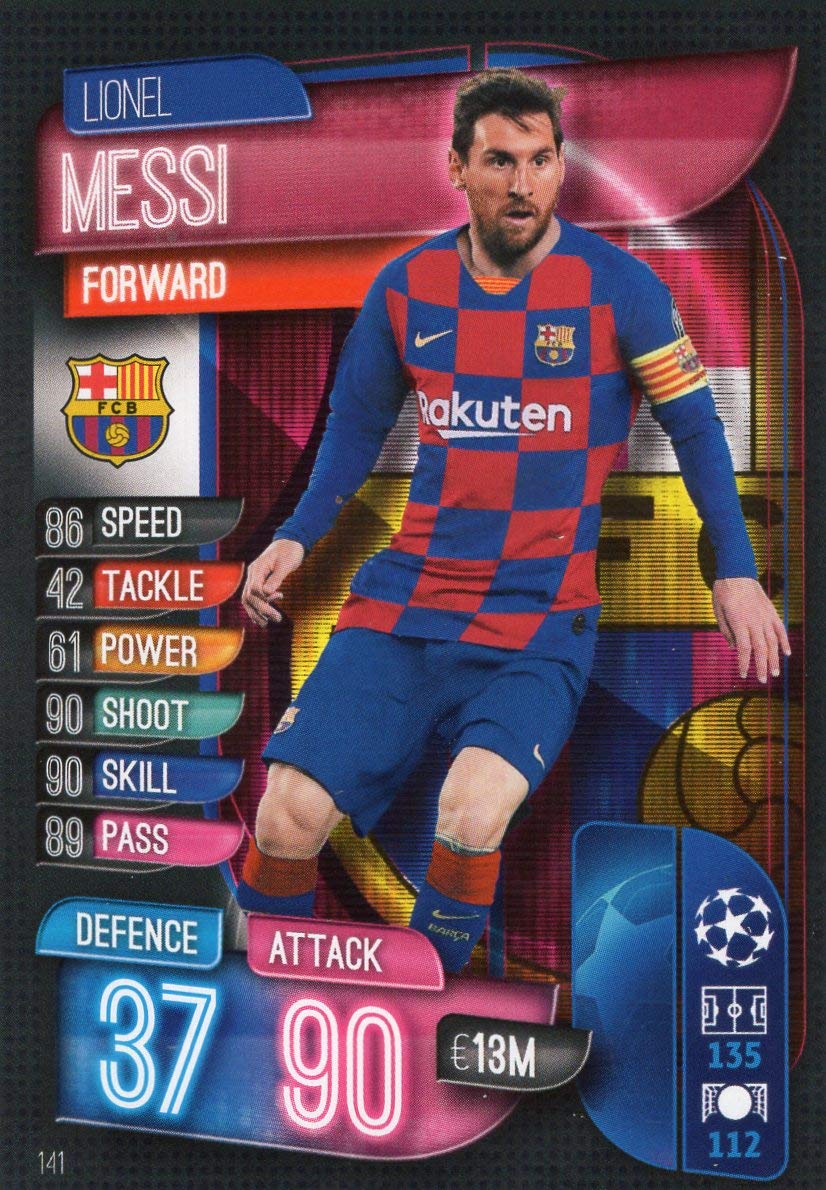 LIONEL
MESSI
FORWARD
FCB
Rakuten
86 SPEED
42 TACKLE
61 POWER
90 SHOOT
90 SKILL
89 PASS
BARÇA
DEFENCE
37
ATTACK
90
€13M
135
112
141